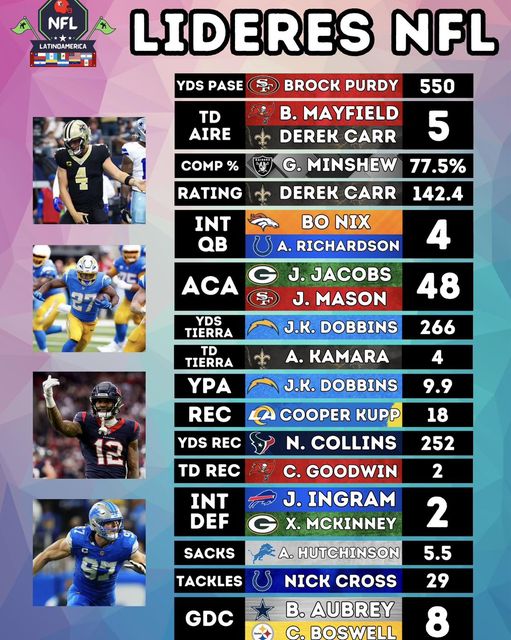 NFL
LATINOAMERICA
LIDERES NFL
YDS PASE BROCK PURDY 550
TD AIRE B. MAYFIELD 5
DEREK CARR
COMP % G. MINSHEW 77.5%
RATING DEREK CARR 142.4
INT QB BO NIX 4
A. RICHARDSON
ACA J. JACOBS 48
J. MASON
YDS TIERRA J.K. DOBBINS 266
TD TIERRA A. KAMARA 4
YPA J.K. DOBBINS 9.9
REC COOPER KUPP 18
YDS REC N. COLLINS 252
TD REC C. GOODWIN 2
INT DEF J. INGRAM 2
X. MCKINNEY
SACKS A. HUTCHINSON 5.5
TACKLES NICK CROSS 29
GDC B. AUBREY 8
C. BOSWELL
4
27
12
97